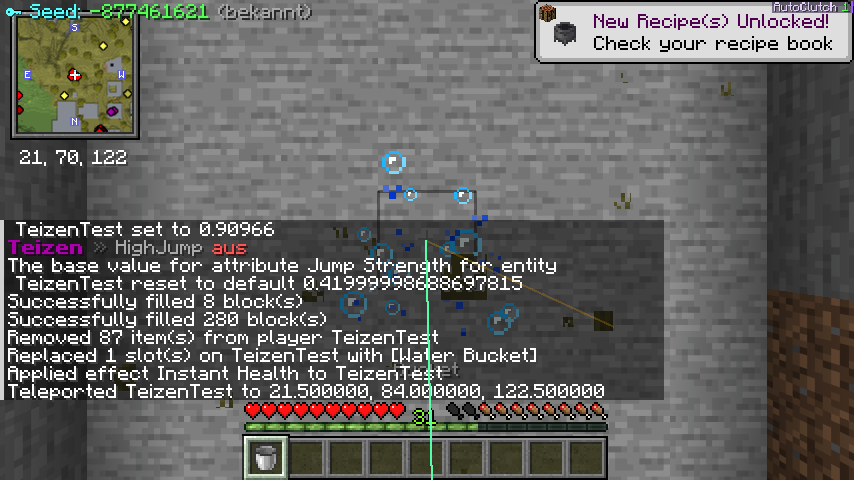 Seed: -877461621 (bekannt)
AutoClutch 1
New Recipe(s) Unlocked!
Check your recipe book
S
E
W
N
21, 70, 122
TeizenTest set to 0.90966
Teizen » HighJump aus
The base value for attribute Jump Strength for entity
TeizenTest reset to default 0.41999998688697815
Successfully filled 8 block(s)
Successfully filled 280 block(s)
Removed 87 item(s) from player TeizenTest
Replaced 1 slot(s) on TeizenTest with [Water Bucket]
Applied effect Instant Health to TeizenTest
Teleported TeizenTest to 21.500000, 84.000000, 122.500000
31